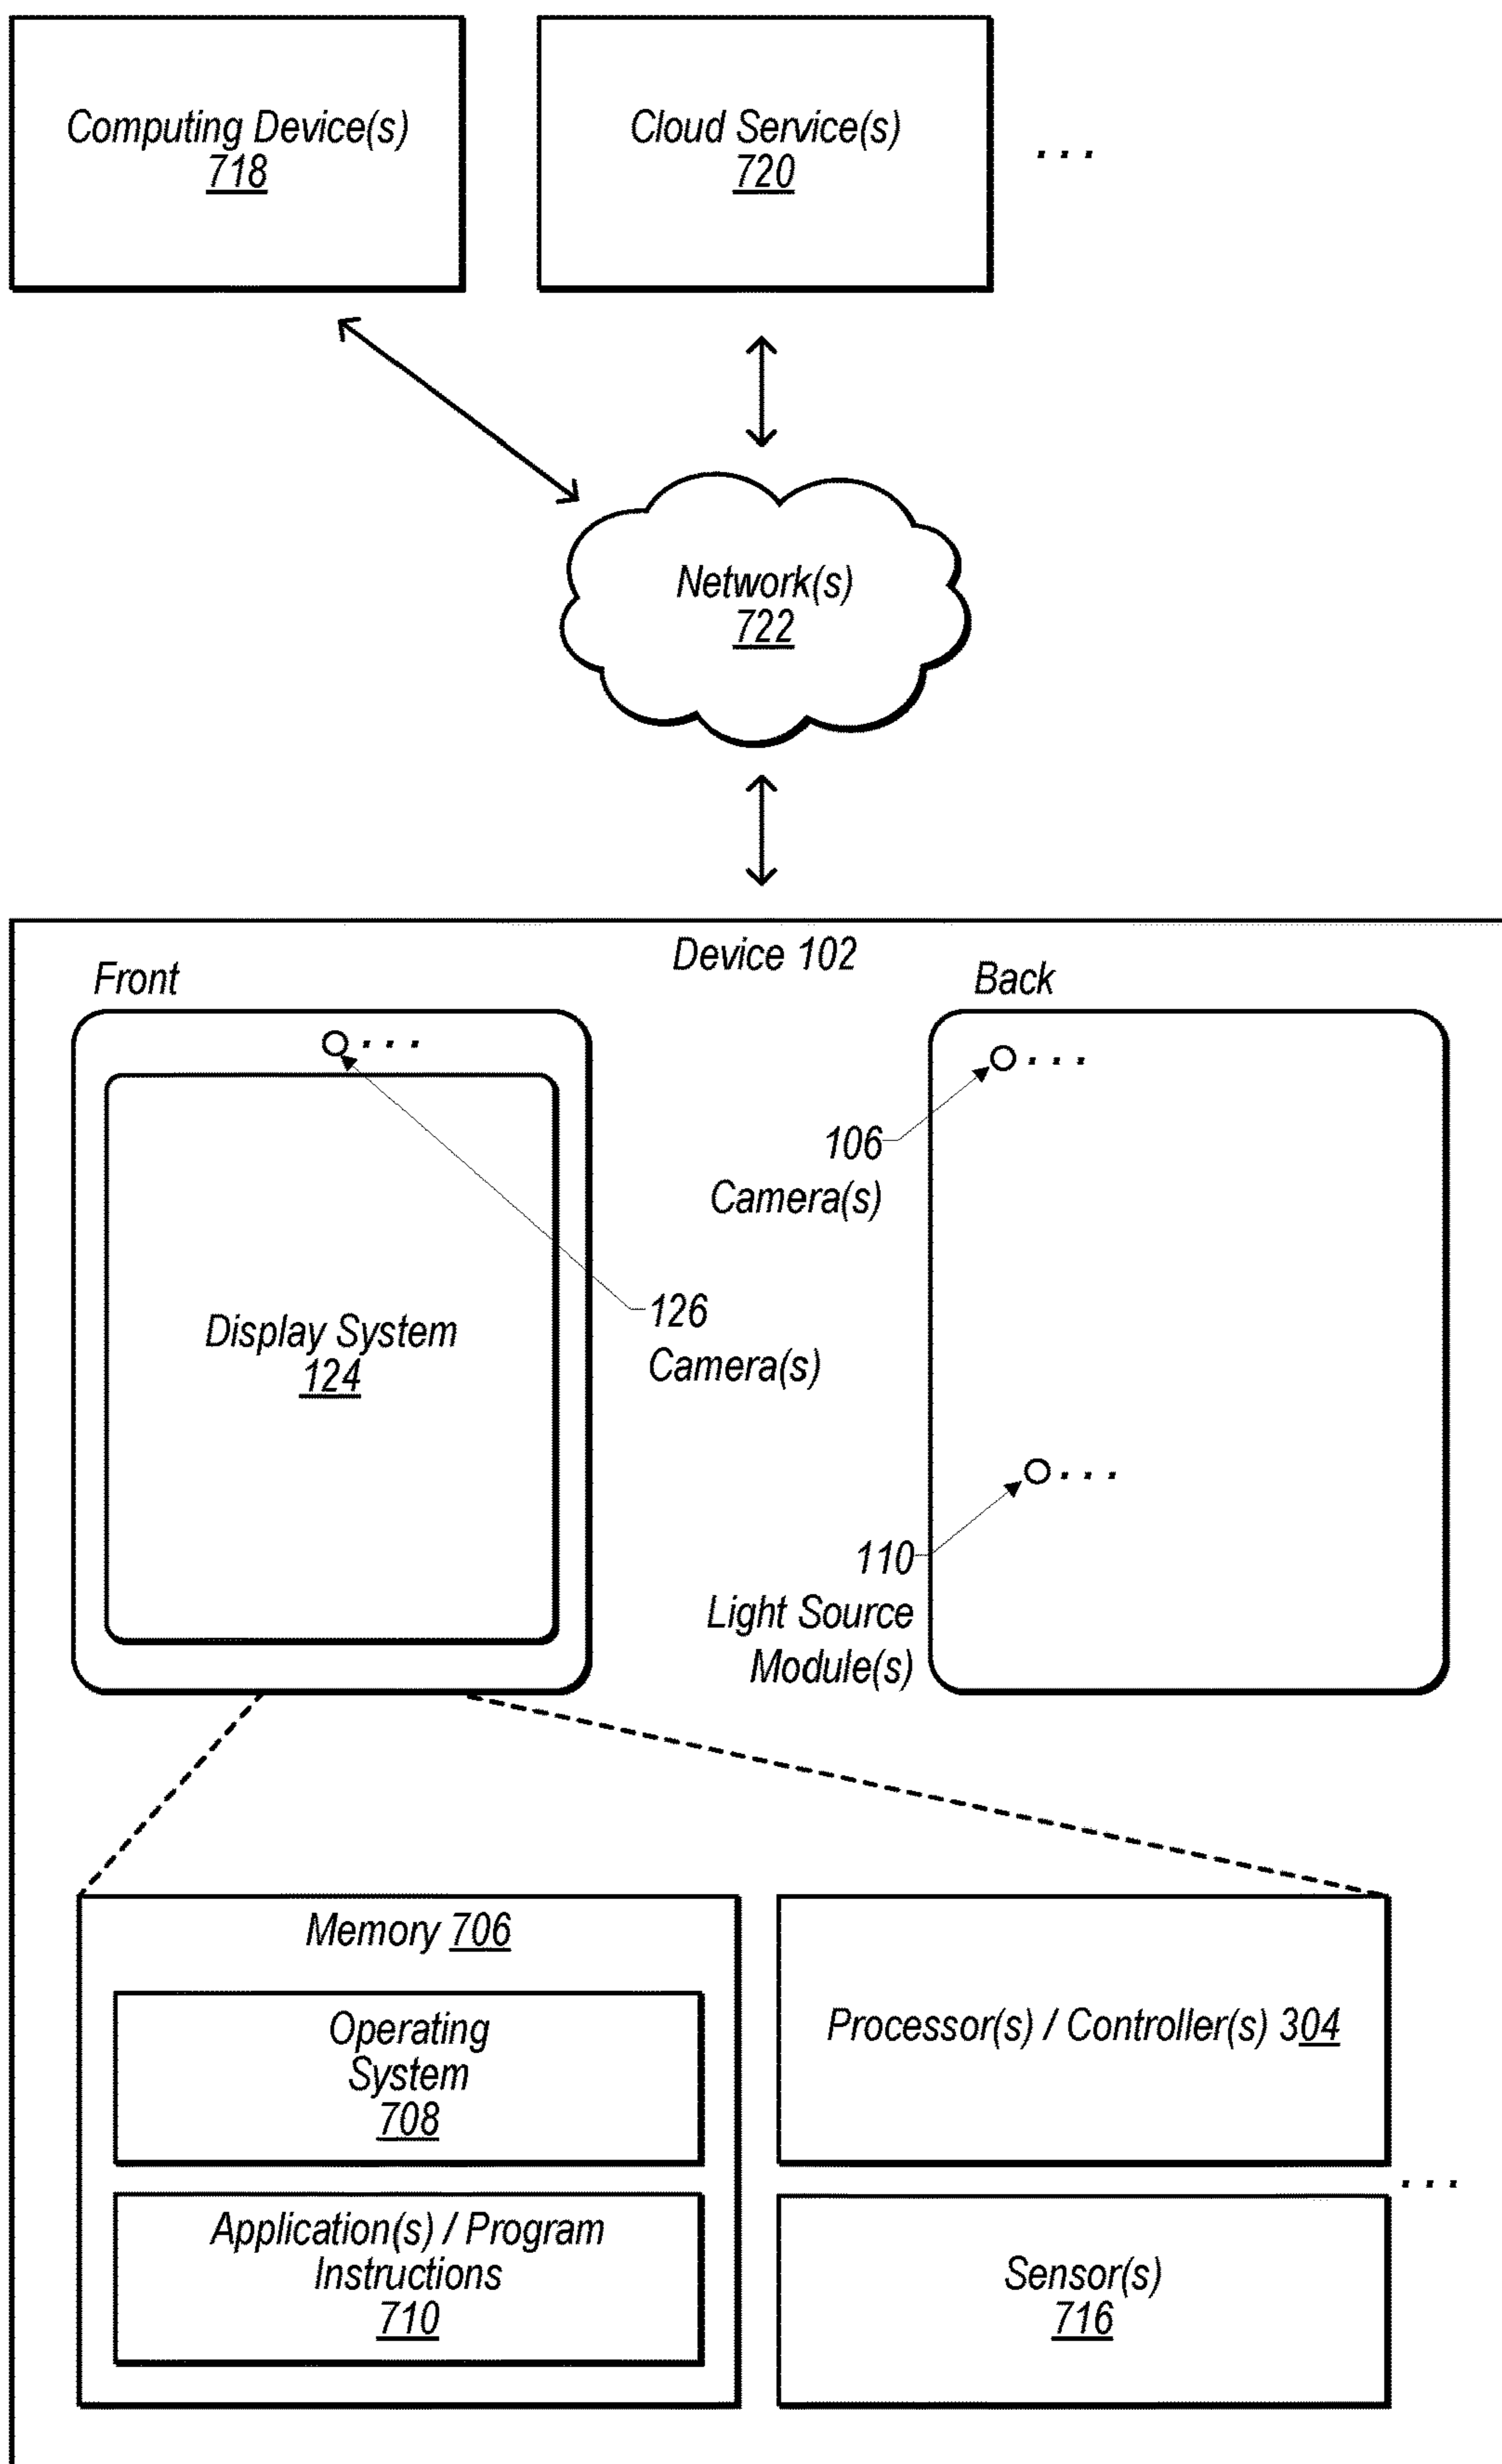 Computing Device(s)
718
Cloud Service(s)
720
...
Network(s)
722
Device 102
Front
Back
...
...
106
Camera(s)
Display System
124
126
Camera(s)
...
110
Light Source
Module(s)
Memory 706
Operating
System
708
Application(s) / Program
Instructions
710
Processor(s) / Controller(s) 304
...
Sensor(s)
716